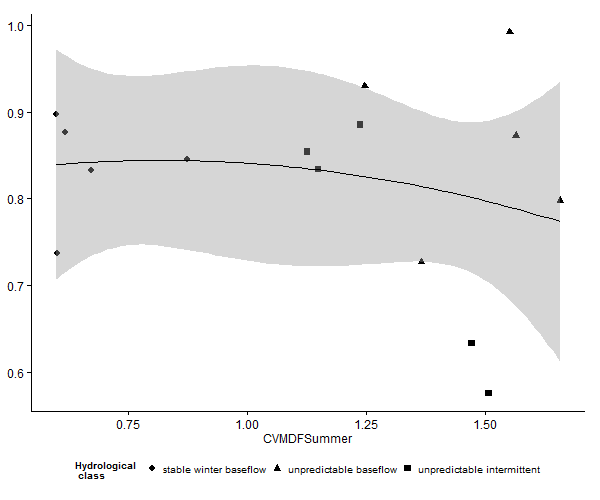 1.0
0.9
0.8
0.7
0.6
0.75 1.00 1.25 1.50
CVMDFSummer
Hydrological
class
stable winter baseflow unpredictable baseflow unpredictable intermittent